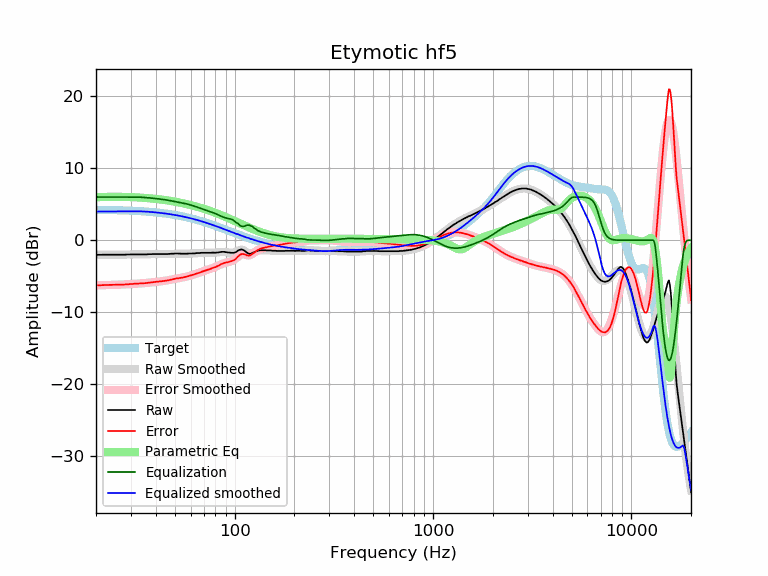 Etymotic hf5
Amplitude (dBr)
20
10
0
−10
−20
−30
Target
Raw Smoothed
Error Smoothed
Raw
Error
Parametric Eq
Equalization
Equalized smoothed
100
1000
10000
Frequency (Hz)